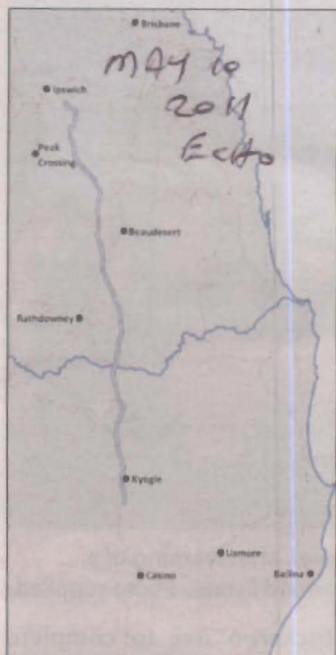 Brisbane
MAY 10
Ipswich
2011
Echo
Peak
Crossing
Beaudesert
Rathdowney
Kyogle
Lismore
Casino
Ballina